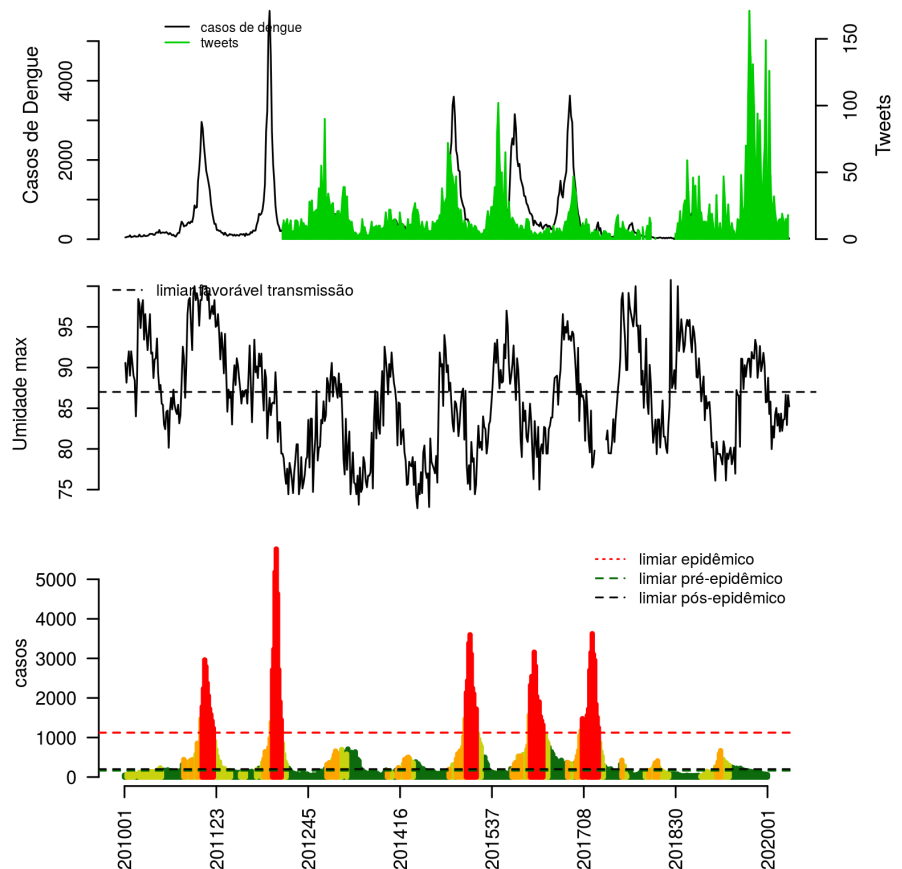 casos de dengue
tweets
Casos de Dengue
0
2000
4000
Tweets
0
50
100
150
limiar favorável transmissão
Umidade max
75
80
85
90
95
limiar epidêmico
limiar pré-epidêmico
limiar pós-epidêmico
casos
5000
4000
3000
2000
1000
0
201001
201123
201245
201416
201537
201708
201830
202001